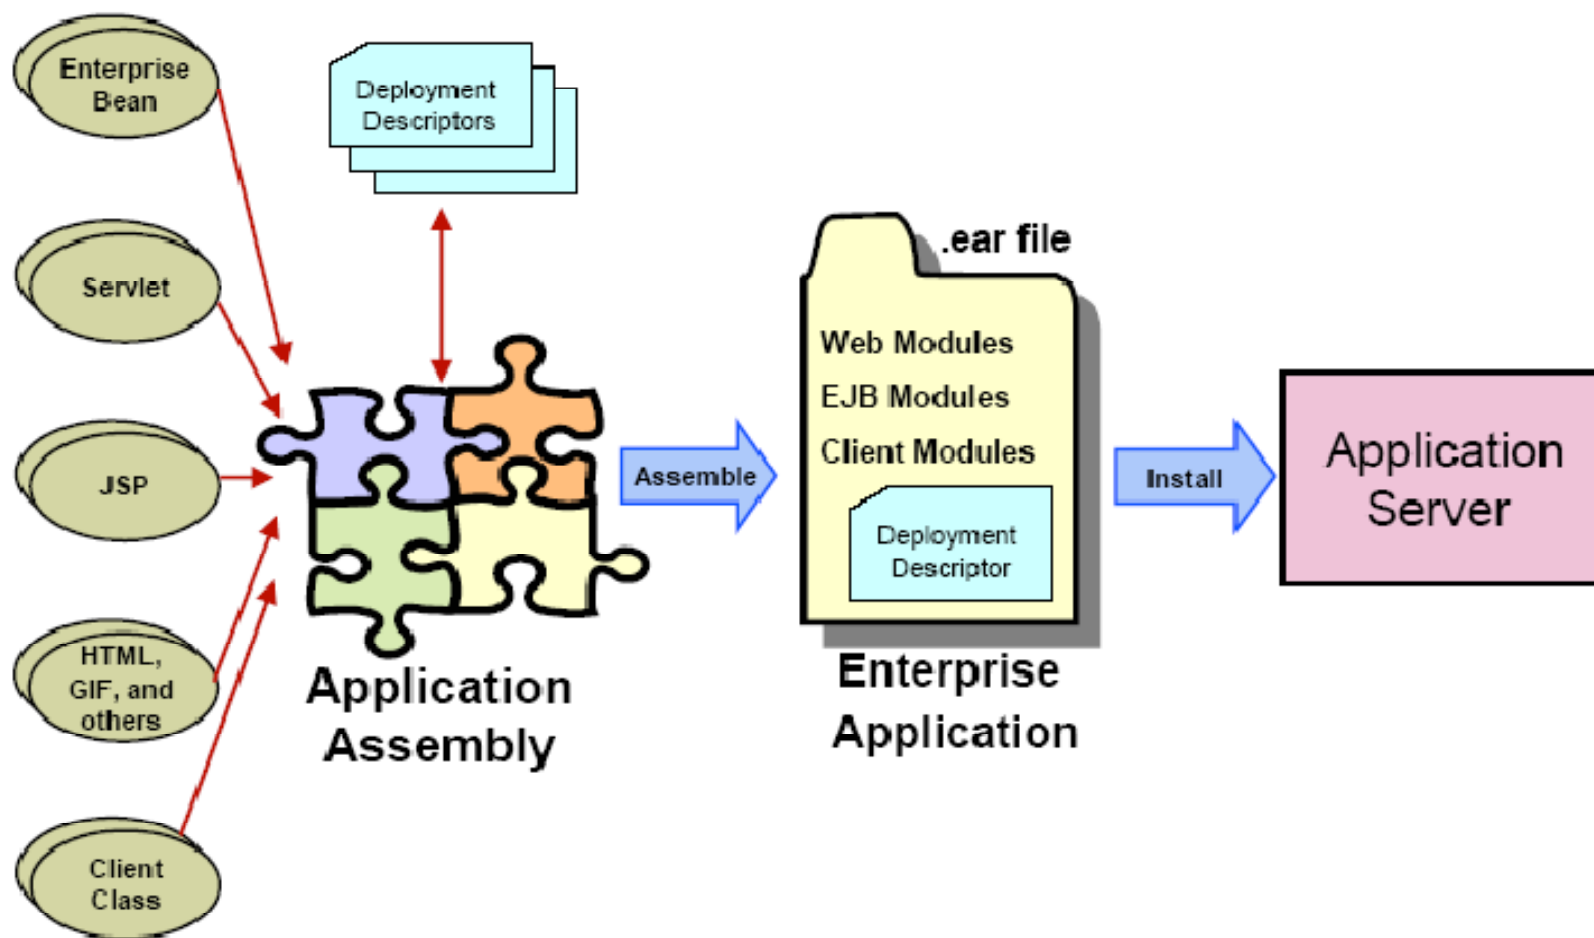 Enterprise
Bean
Servlet
JSP
HTML,
GIF, and
others
Client
Class
Deployment
Descriptors
Application
Assembly
Assemble
.ear file
Web Modules
EJB Modules
Client Modules
Deployment
Descriptor
Enterprise
Application
Install
Application
Server